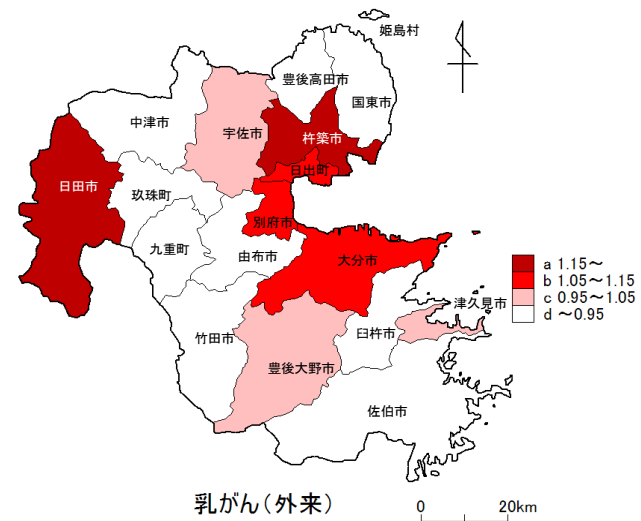 姫島村
豊後高田市
国東市
中津市
宇佐市
杵築市
日出町
日田市
玖珠町
別府市
九重町
由布市
大分市
a 1.15～
b 1.05～1.15
c 0.95～1.05
d ～0.95
津久見市
臼杵市
竹田市
豊後大野市
佐伯市
乳がん（外来）
0 20km